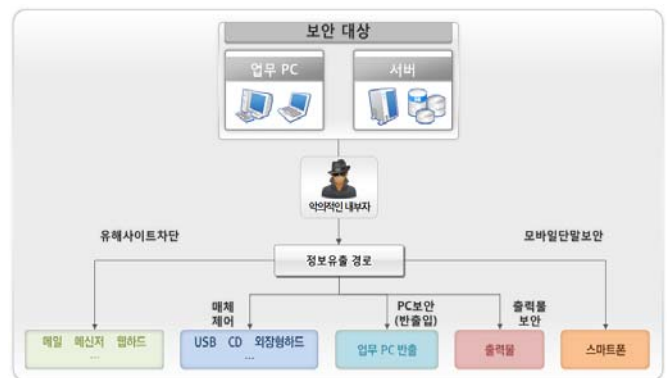 보안 대상
업무 PC
서버
악의적인 내부자
유해사이트차단
모바일단말보안
정보유출 경로
매체
제어
PC보안
(반출입)
출력물
보안
메일 메신저 웹하드
...
USB CD 외장형하드
...
업무 PC 반출
출력물
스마트폰